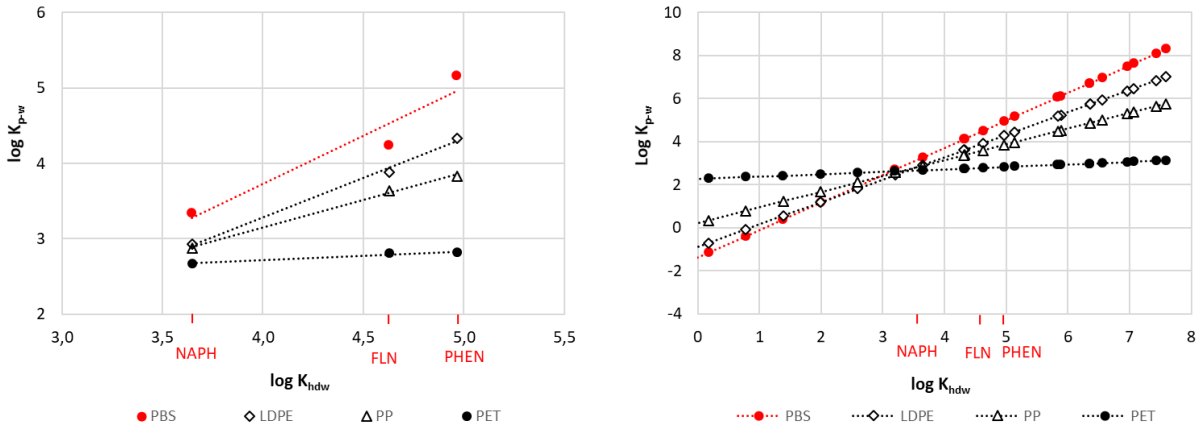 6
5
4
3
2
log Kp-w
3,0
3,5
4,0
4,5
5,0
5,5
NAPH
FLN
PHEN
log Khdw
PBS
LDPE
PP
PET
10
8
6
4
2
0
−2
−4
Log Kp-w
0
1
2
3
4
5
6
7
8
NAPH
FLN
PHEN
log Khdw
PBS
LDPE
PP
PET